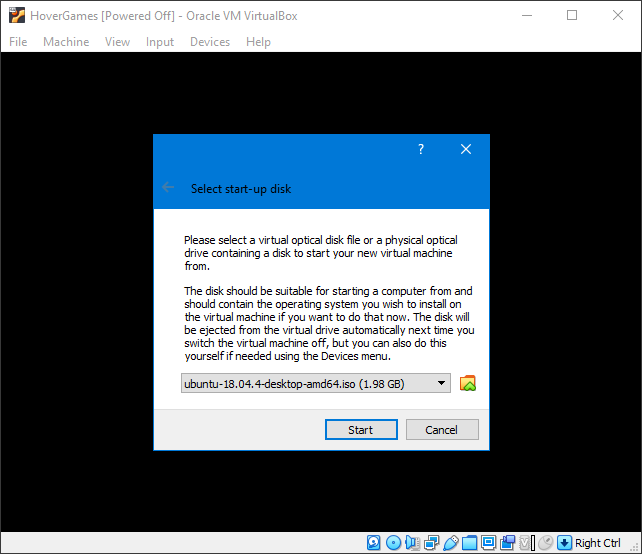 HoverGames [Powered Off] - Oracle VM VirtualBox
File Machine View Input Devices Help
?
Select start-up disk
Please select a virtual optical disk file or a physical optical
drive containing a disk to start your new virtual machine
from.
The disk should be suitable for starting a computer from and
should contain the operating system you wish to install on
the virtual machine if you want to do that now. The disk will
be ejected from the virtual drive automatically next time you
switch the virtual machine off, but you can also do this
yourself if needed using the Devices menu.
ubuntu-18.04.4-desktop-amd64.iso (1.98 GB)
Start Cancel
Right Ctrl